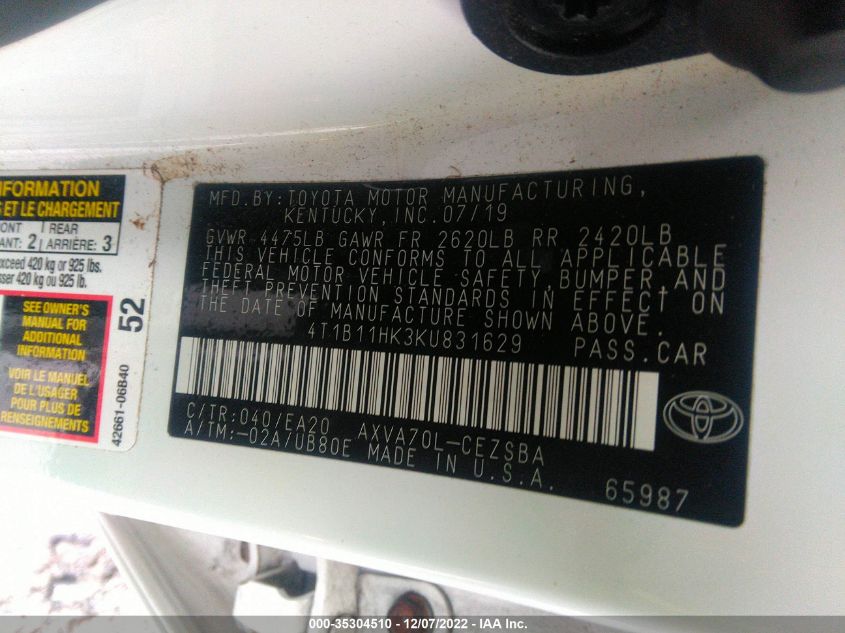 NFORMATION
S ET LE CHARGEMENT
ONT REAR
ANT: 2 ARRIÈRE: 3
exceed 420 kg or 925 lbs.
sser 420 kg ou 925 lb.
SEE OWNER'S
MANUAL FOR
ADDITIONAL
INFORMATION
VOIR LE MANUEL
DE L'USAGER
POUR PLUS DE
RENSEIGNEMENTS
52
42661-06B40
MFD.BY:TOYOTA MOTOR MANUFACTURING,
KENTUCKY,INC.07/19
GVWR 4475LB GAWR FR 2620LB RR 2420LB
THIS VEHICLE CONFORMS TO ALL APPLICABLE
FEDERAL MOTOR VEHICLE SAFETY,BUMPER,AND
THEFT PREVENTION STANDARDS IN EFFECT ON
THE DATE OF MANUFACTURE SHOWN ABOVE.
4T1B11HK3KU831629 PASS.CAR
C/TR:040/EA20 AXVA70L-CEZSBA
A/TM:-02A/UB80E MADE IN U.S.A.
65987
000-35304510 - 12/07/2022 - IAA Inc.